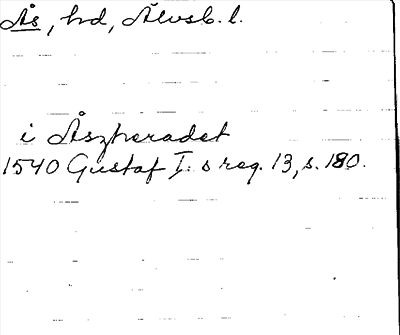 Ås, hd, Älvsb. l.
i Åszheradet
1540 Gustaf I:s reg. 13, s. 180.